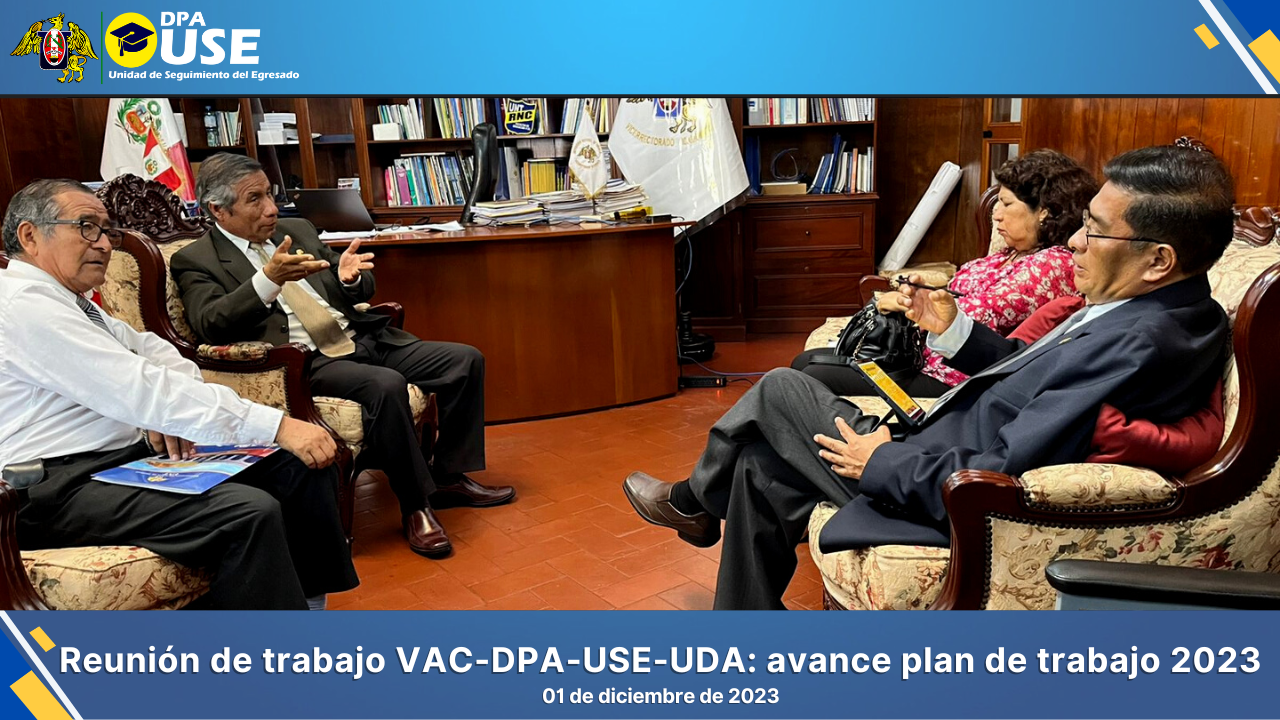 DPA
USE
Unidad de Seguimiento del Egresado
UNT
RNC
Reunión de trabajo VAC-DPA-USE-UDA: avance plan de trabajo 2023
01 de diciembre de 2023